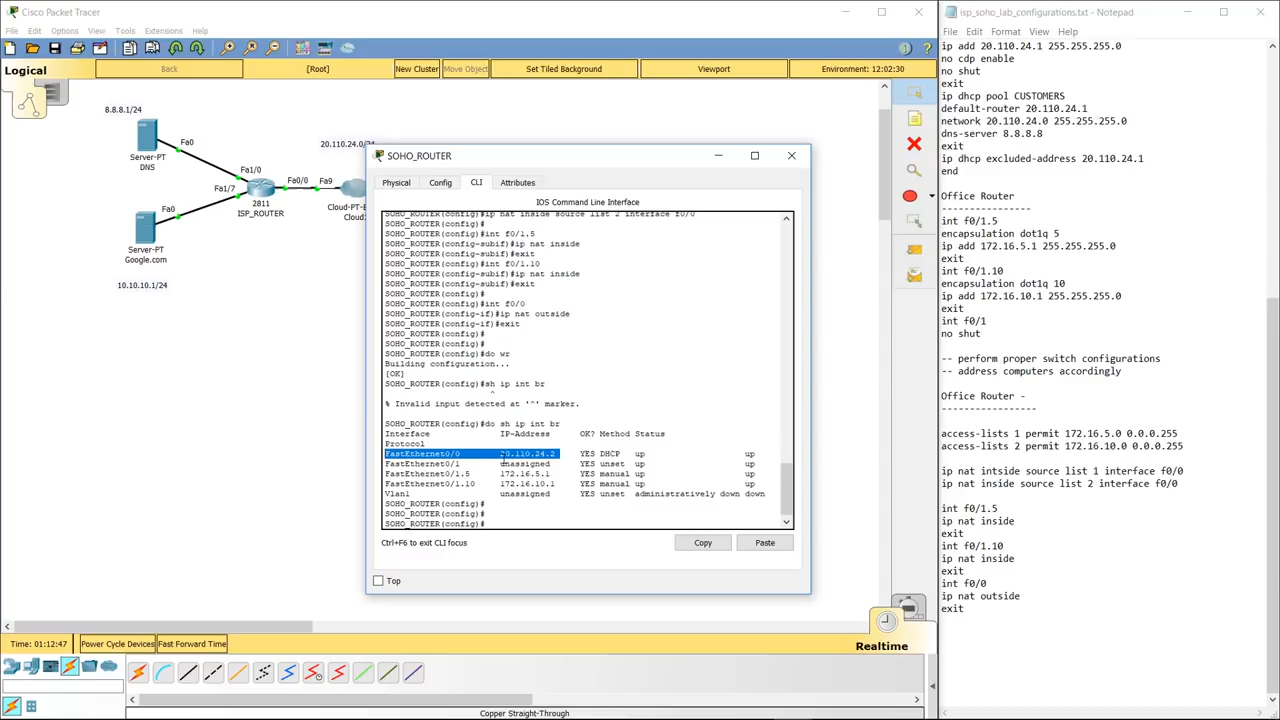 Cisco Packet Tracer
File Edit Options View Tools Extensions Help
Logical
Back
[Root]
New Cluster
Move Object
Set Tiled Background
Viewport
Environment: 12:02:30
8.8.8.1/24
Server-PT
DNS
Fa0
Fa1/0
20.110.24.0/24
Fa0/0
Fa9
Fa1/7
2811
ISP_ROUTER
Fa0
Server-PT
Google.com
10.10.10.1/24
SOHO_ROUTER
Physical Config CLI Attributes
IOS Command Line Interface
SOHO_ROUTER(config)#ip nat inside source list 2 interface f0/0
SOHO_ROUTER(config)#
SOHO_ROUTER(config)#int f0/1.5
SOHO_ROUTER(config-subif)#ip nat inside
SOHO_ROUTER(config-subif)#exit
SOHO_ROUTER(config)#int f0/1.10
SOHO_ROUTER(config-subif)#ip nat inside
SOHO_ROUTER(config-subif)#exit
SOHO_ROUTER(config)#
SOHO_ROUTER(config)#int f0/0
SOHO_ROUTER(config-if)#ip nat outside
SOHO_ROUTER(config-if)#exit
SOHO_ROUTER(config)#
SOHO_ROUTER(config)#
SOHO_ROUTER(config)#do wr
Building configuration...
[OK]
SOHO_ROUTER(config)#sh ip int br
^
% Invalid input detected at '^' marker.
SOHO_ROUTER(config)#do sh ip int br
Interface IP-Address OK? Method Status
Protocol
FastEthernet0/0 20.110.24.2 YES DHCP up up
FastEthernet0/1 unassigned YES unset up up
FastEthernet0/1.5 172.16.5.1 YES manual up up
FastEthernet0/1.10 172.16.10.1 YES manual up up
Vlan1 unassigned YES unset administratively down down
SOHO_ROUTER(config)#
SOHO_ROUTER(config)#
SOHO_ROUTER(config)#
Ctrl+F6 to exit CLI focus
Copy
Paste
Top
Time: 01:12:47
Power Cycle Devices
Fast Forward Time
Realtime
Copper Straight-Through
isp_soho_lab_configurations.txt - Notepad
File Edit Format View Help
ip add 20.110.24.1 255.255.255.0
no cdp enable
no shut
exit
ip dhcp pool CUSTOMERS
default-router 20.110.24.1
network 20.110.24.0 255.255.255.0
dns-server 8.8.8.8
exit
ip dhcp excluded-address 20.110.24.1
end
Office Router
--------------
int f0/1.5
encapsulation dot1q 5
ip add 172.16.5.1 255.255.255.0
exit
int f0/1.10
encapsulation dot1q 10
ip add 172.16.10.1 255.255.255.0
exit
int f0/1
no shut
-- perform proper switch configurations
-- address computers accordingly
Office Router -
---------------
access-lists 1 permit 172.16.5.0 0.0.0.255
access-lists 2 permit 172.16.10.0 0.0.0.255
ip nat intside source list 1 interface f0/0
ip nat inside source list 2 interface f0/0
int f0/1.5
ip nat inside
exit
int f0/1.10
ip nat inside
exit
int f0/0
ip nat outside
exit